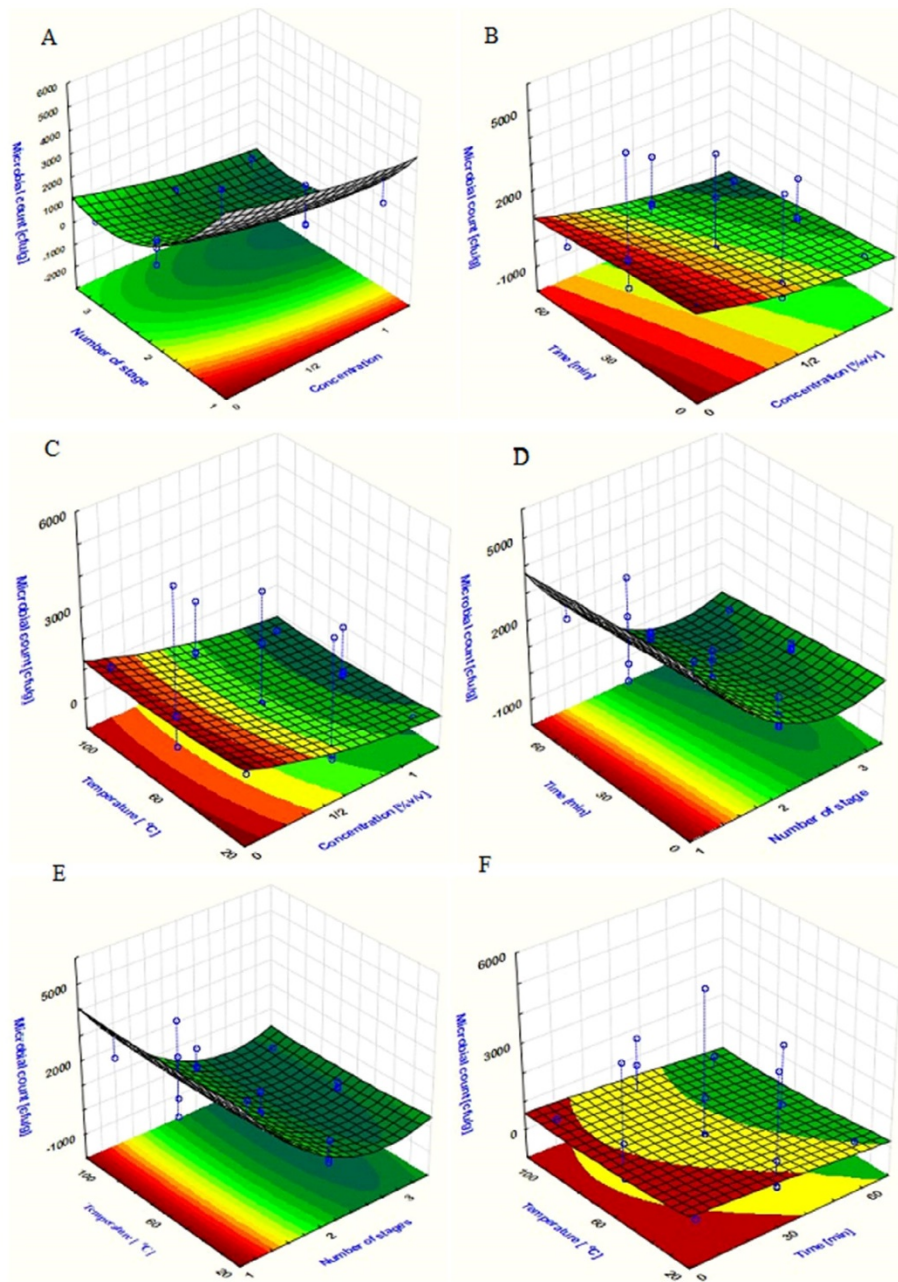 A
6000
5000
4000
3000
2000
1000
0
-1000
-2000
Microbial count [cfu/g]
3
2
1
Number of stage
0
1/2
1
Concentration
B
5000
2000
-1000
Microbial count [cfu/g]
60
30
0
Time [min]
0
1/2
1
Concentration [%v/v]
C
6000
3000
0
Microbial count [cfu/g]
100
60
20
Temperature [ °C]
0
1/2
1
Concentration [%v/v]
D
5000
2000
-1000
Microbial count [cfu/g]
60
30
0
Time [min]
1
2
3
Number of stage
E
5000
2000
-1000
Microbial count [cfu/g]
100
60
20
Temperature [ °C]
1
2
3
Number of stages
F
6000
3000
0
Microbial count [cfu/g]
100
60
20
Temperature [ °C]
0
30
60
Time [min]